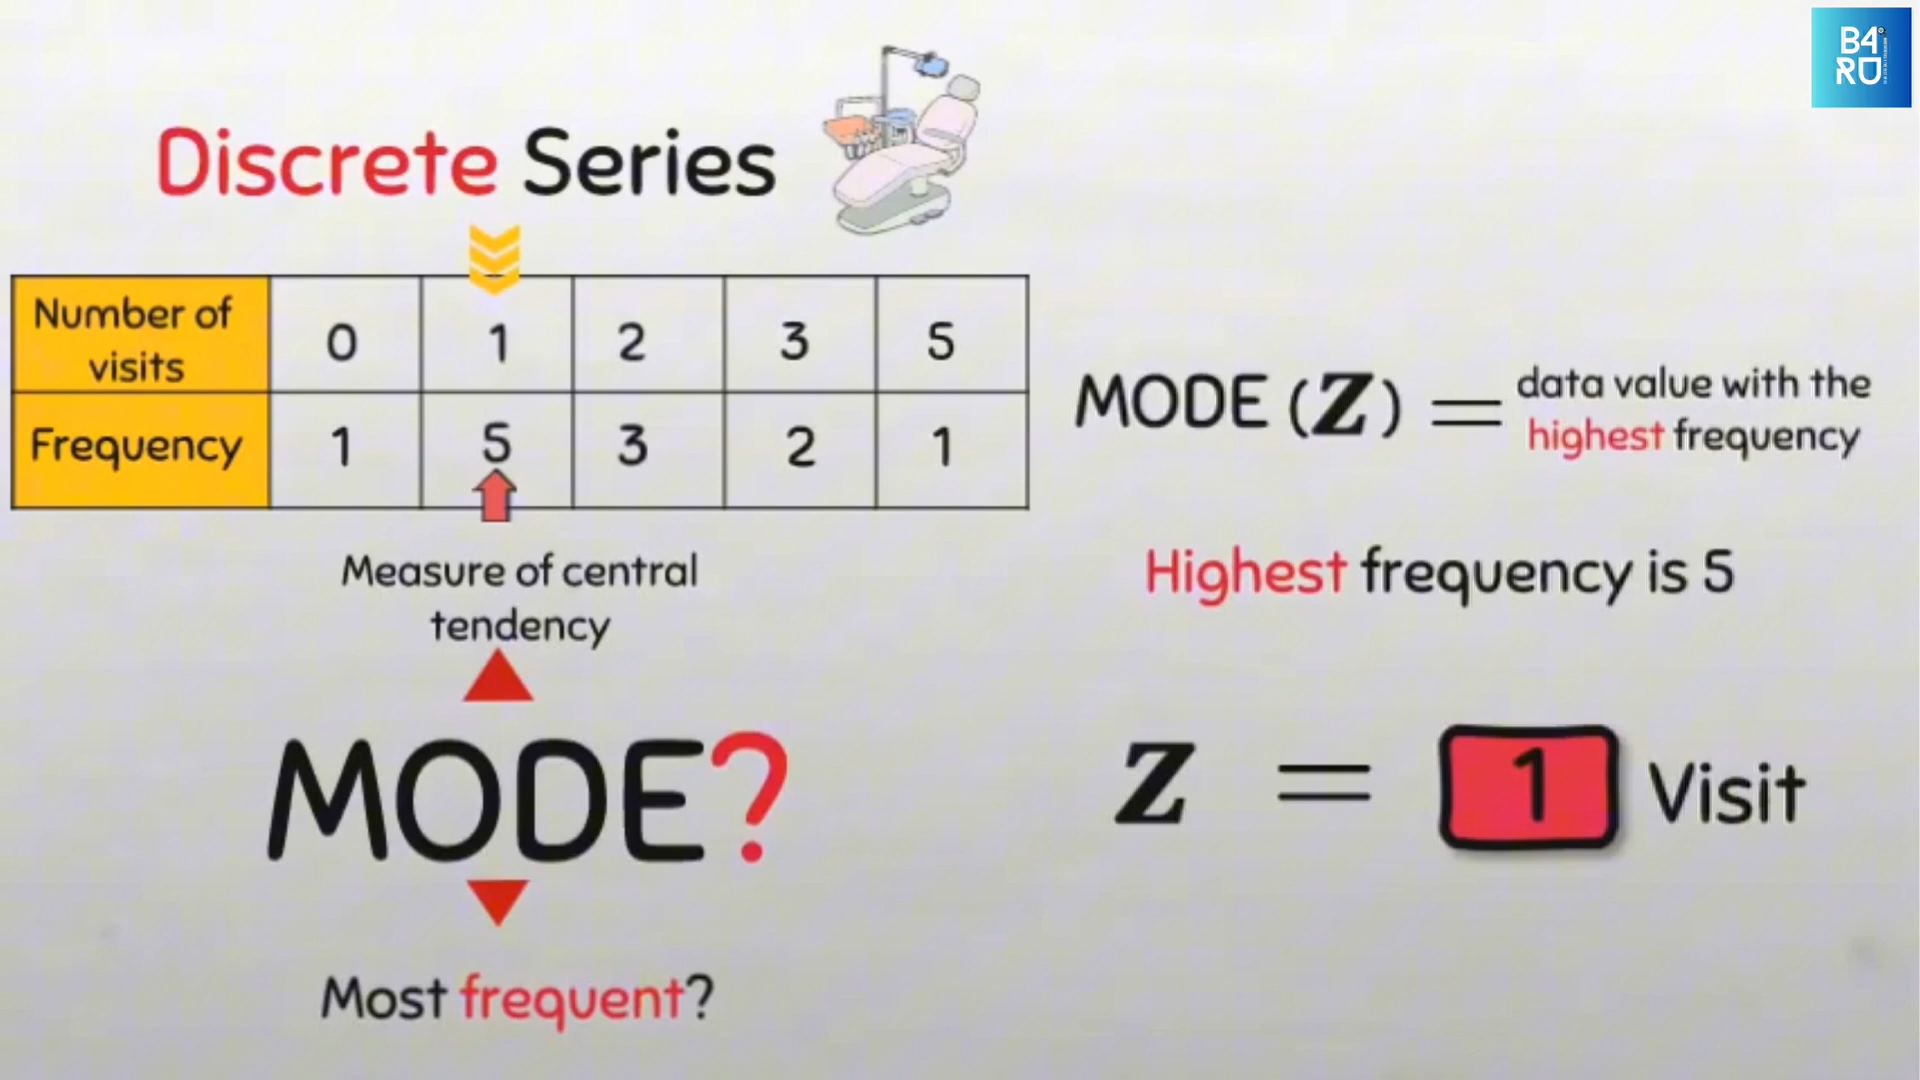 B4
RU
Discrete Series
Number of visits 0 1 2 3 5
Frequency 1 5 3 2 1
MODE (Z) = data value with the
highest frequency
Measure of central
tendency
Highest frequency is 5
MODE?
Z = 1 Visit
Most frequent?